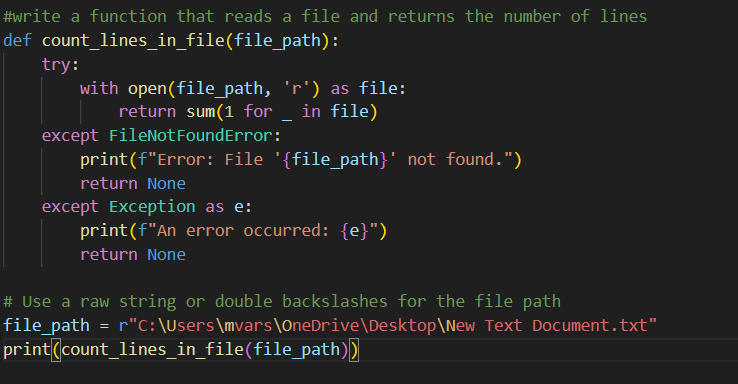 #write a function that reads a file and returns the number of lines
def count_lines_in_file(file_path):
    try:
        with open(file_path, 'r') as file:
            return sum(1 for _ in file)
    except FileNotFoundError:
        print(f"Error: File '{file_path}' not found.")
        return None
    except Exception as e:
        print(f"An error occurred: {e}")
        return None

# Use a raw string or double backslashes for the file path
file_path = r"C:\Users\mvars\OneDrive\Desktop\New Text Document.txt"
print(count_lines_in_file(file_path))